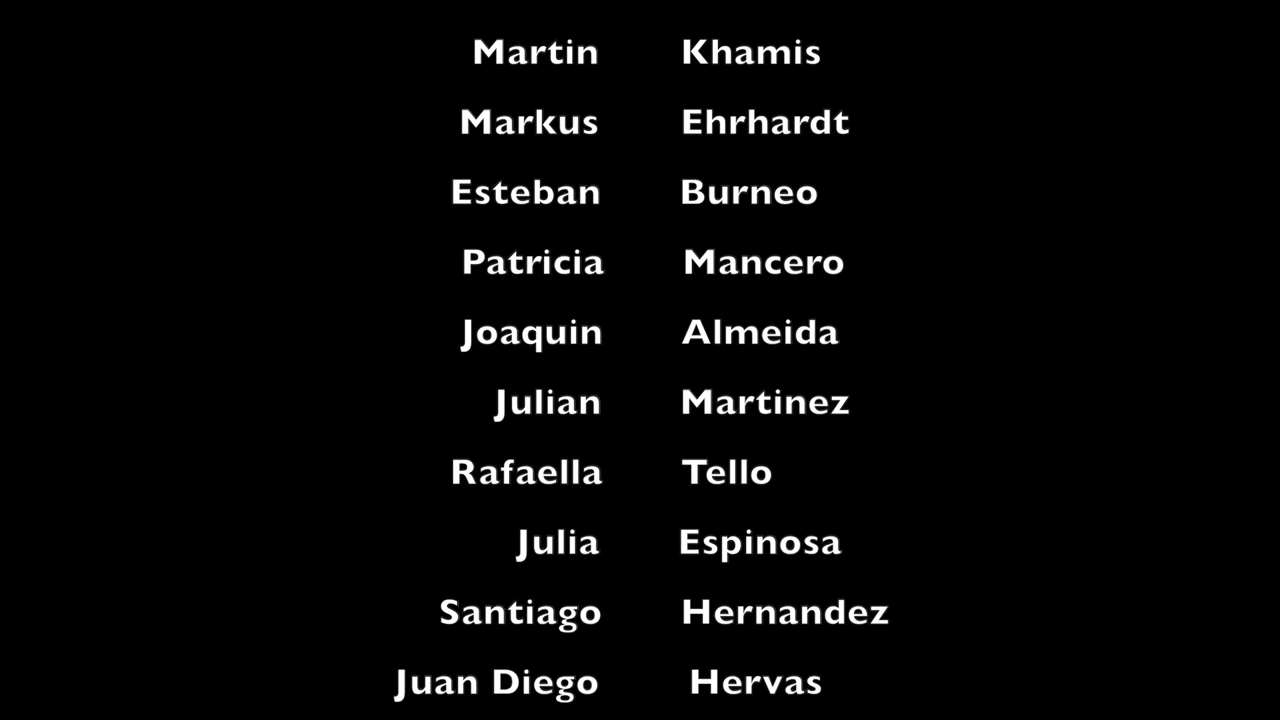 Martin Khamis
Markus Ehrhardt
Esteban Burneo
Patricia Mancero
Joaquin Almeida
Julian Martinez
Rafaella Tello
Julia Espinosa
Santiago Hernandez
Juan Diego Hervas